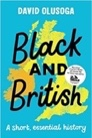 DAVID OLUSOGA
Black
AND
British
A short, essential history